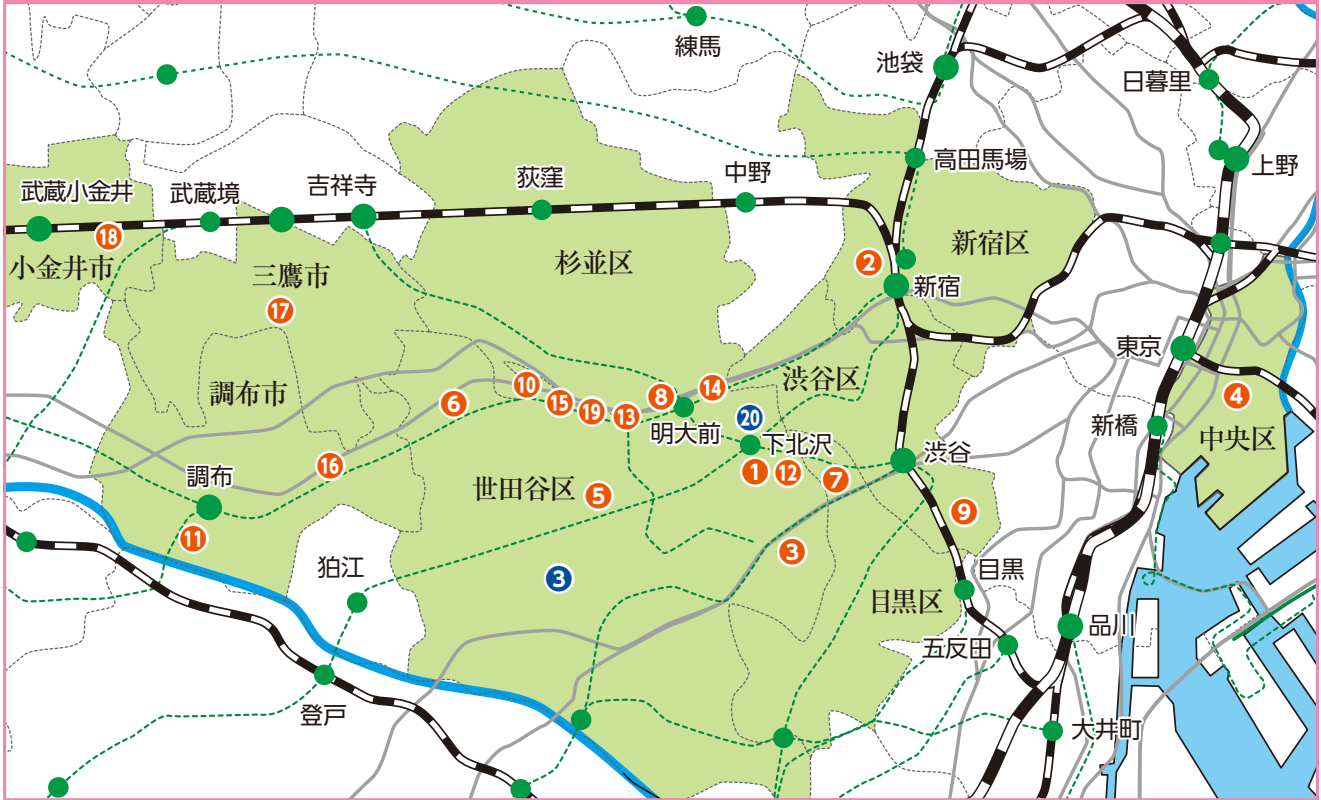 練馬
池袋
日暮里
高田馬場
上野
武蔵小金井
武蔵境
吉祥寺
荻窪
中野
18
小金井市
三鷹市
杉並区
2
新宿区
新宿
17
東京
調布市
10
6
15
19
13
8
14
渋谷区
4
明大前
20
下北沢
新橋
中央区
調布
16
世田谷区
5
1
12
7
渋谷
11
9
3
狛江
3
目黒
目黒区
五反田
品川
登戸
大井町